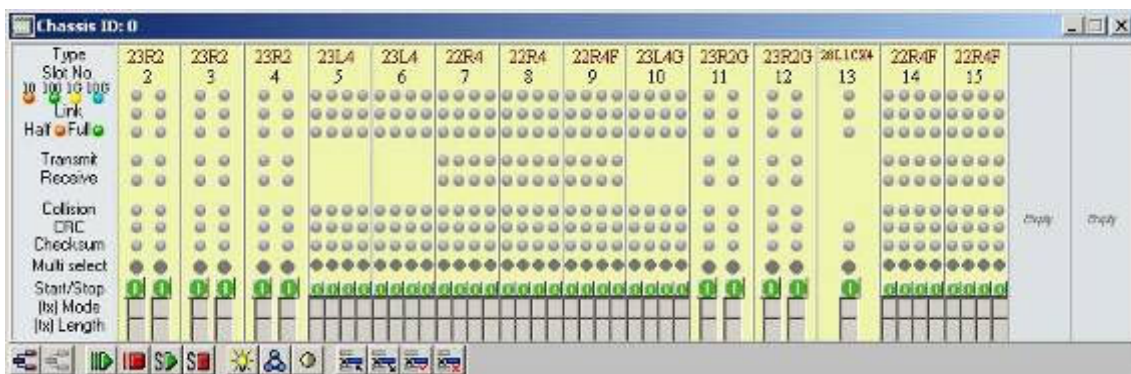 Chassis ID: 0
Type 23R2 23R2 23R2 23L4 23L4 22R4 22R4 22R4F 23L4G 23R2G 23R2G 22R4F 22R4F
Slot No. 2 3 4 5 6 7 8 9 10 11 12 13 14 15
10 100 1G 10G
Link
Half Full
Transmit
Receive
Collision
CRC
Checksum
Multi select
Start/Stop
(tx) Mode
(tx) Length
Empty Empty